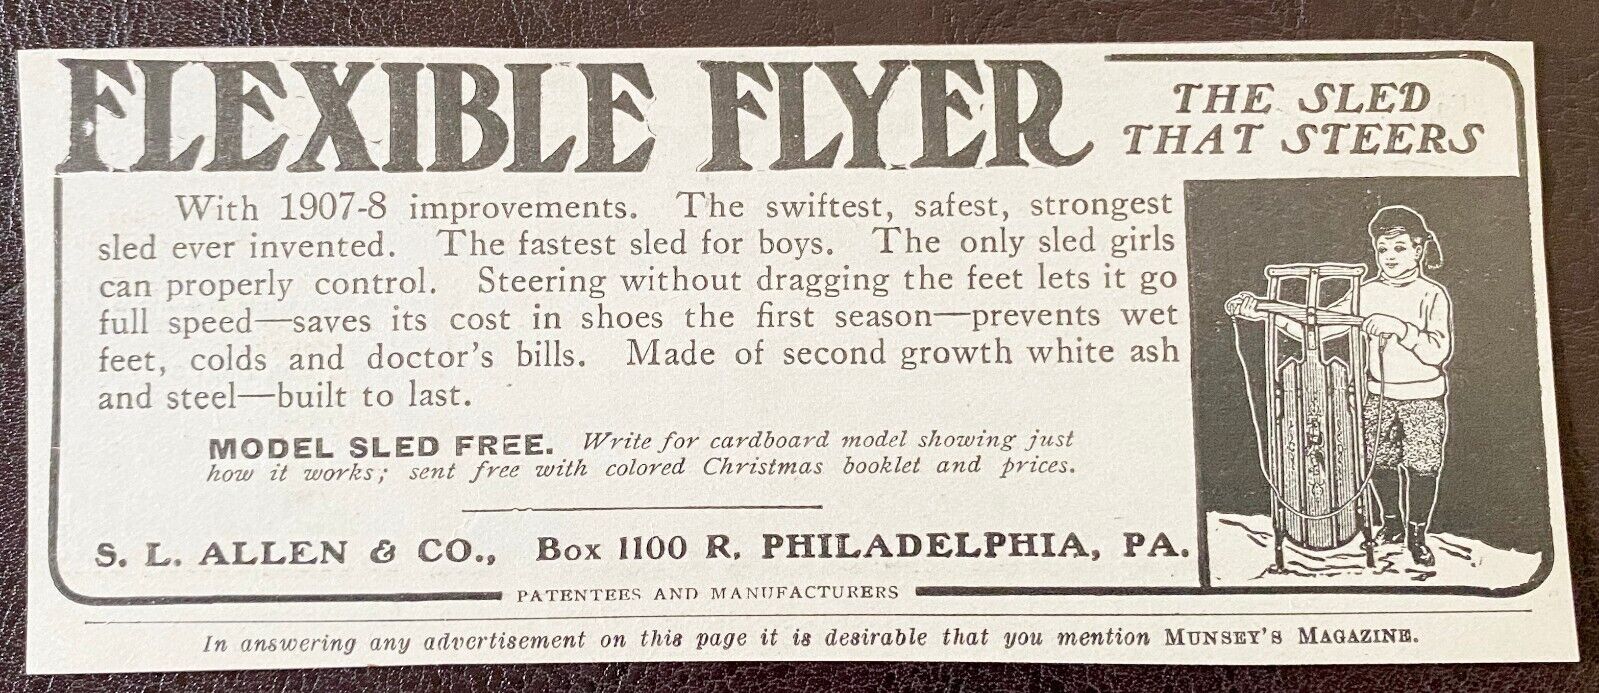 FLEXIBLE FLYER
THE SLED
THAT STEERS
With 1907-8 improvements. The swiftest, safest, strongest
sled ever invented. The fastest sled for boys. The only sled girls
can properly control. Steering without dragging the feet lets it go
full speed—saves its cost in shoes the first season—prevents wet
feet, colds and doctor's bills. Made of second growth white ash
and steel—built to last.
MODEL SLED FREE. Write for cardboard model showing just
how it works; sent free with colored Christmas booklet and prices.
S. L. ALLEN & CO., Box 1100 R, PHILADELPHIA, PA.
PATENTEES AND MANUFACTURERS
In answering any advertisement on this page it is desirable that you mention MUNSEY'S MAGAZINE.